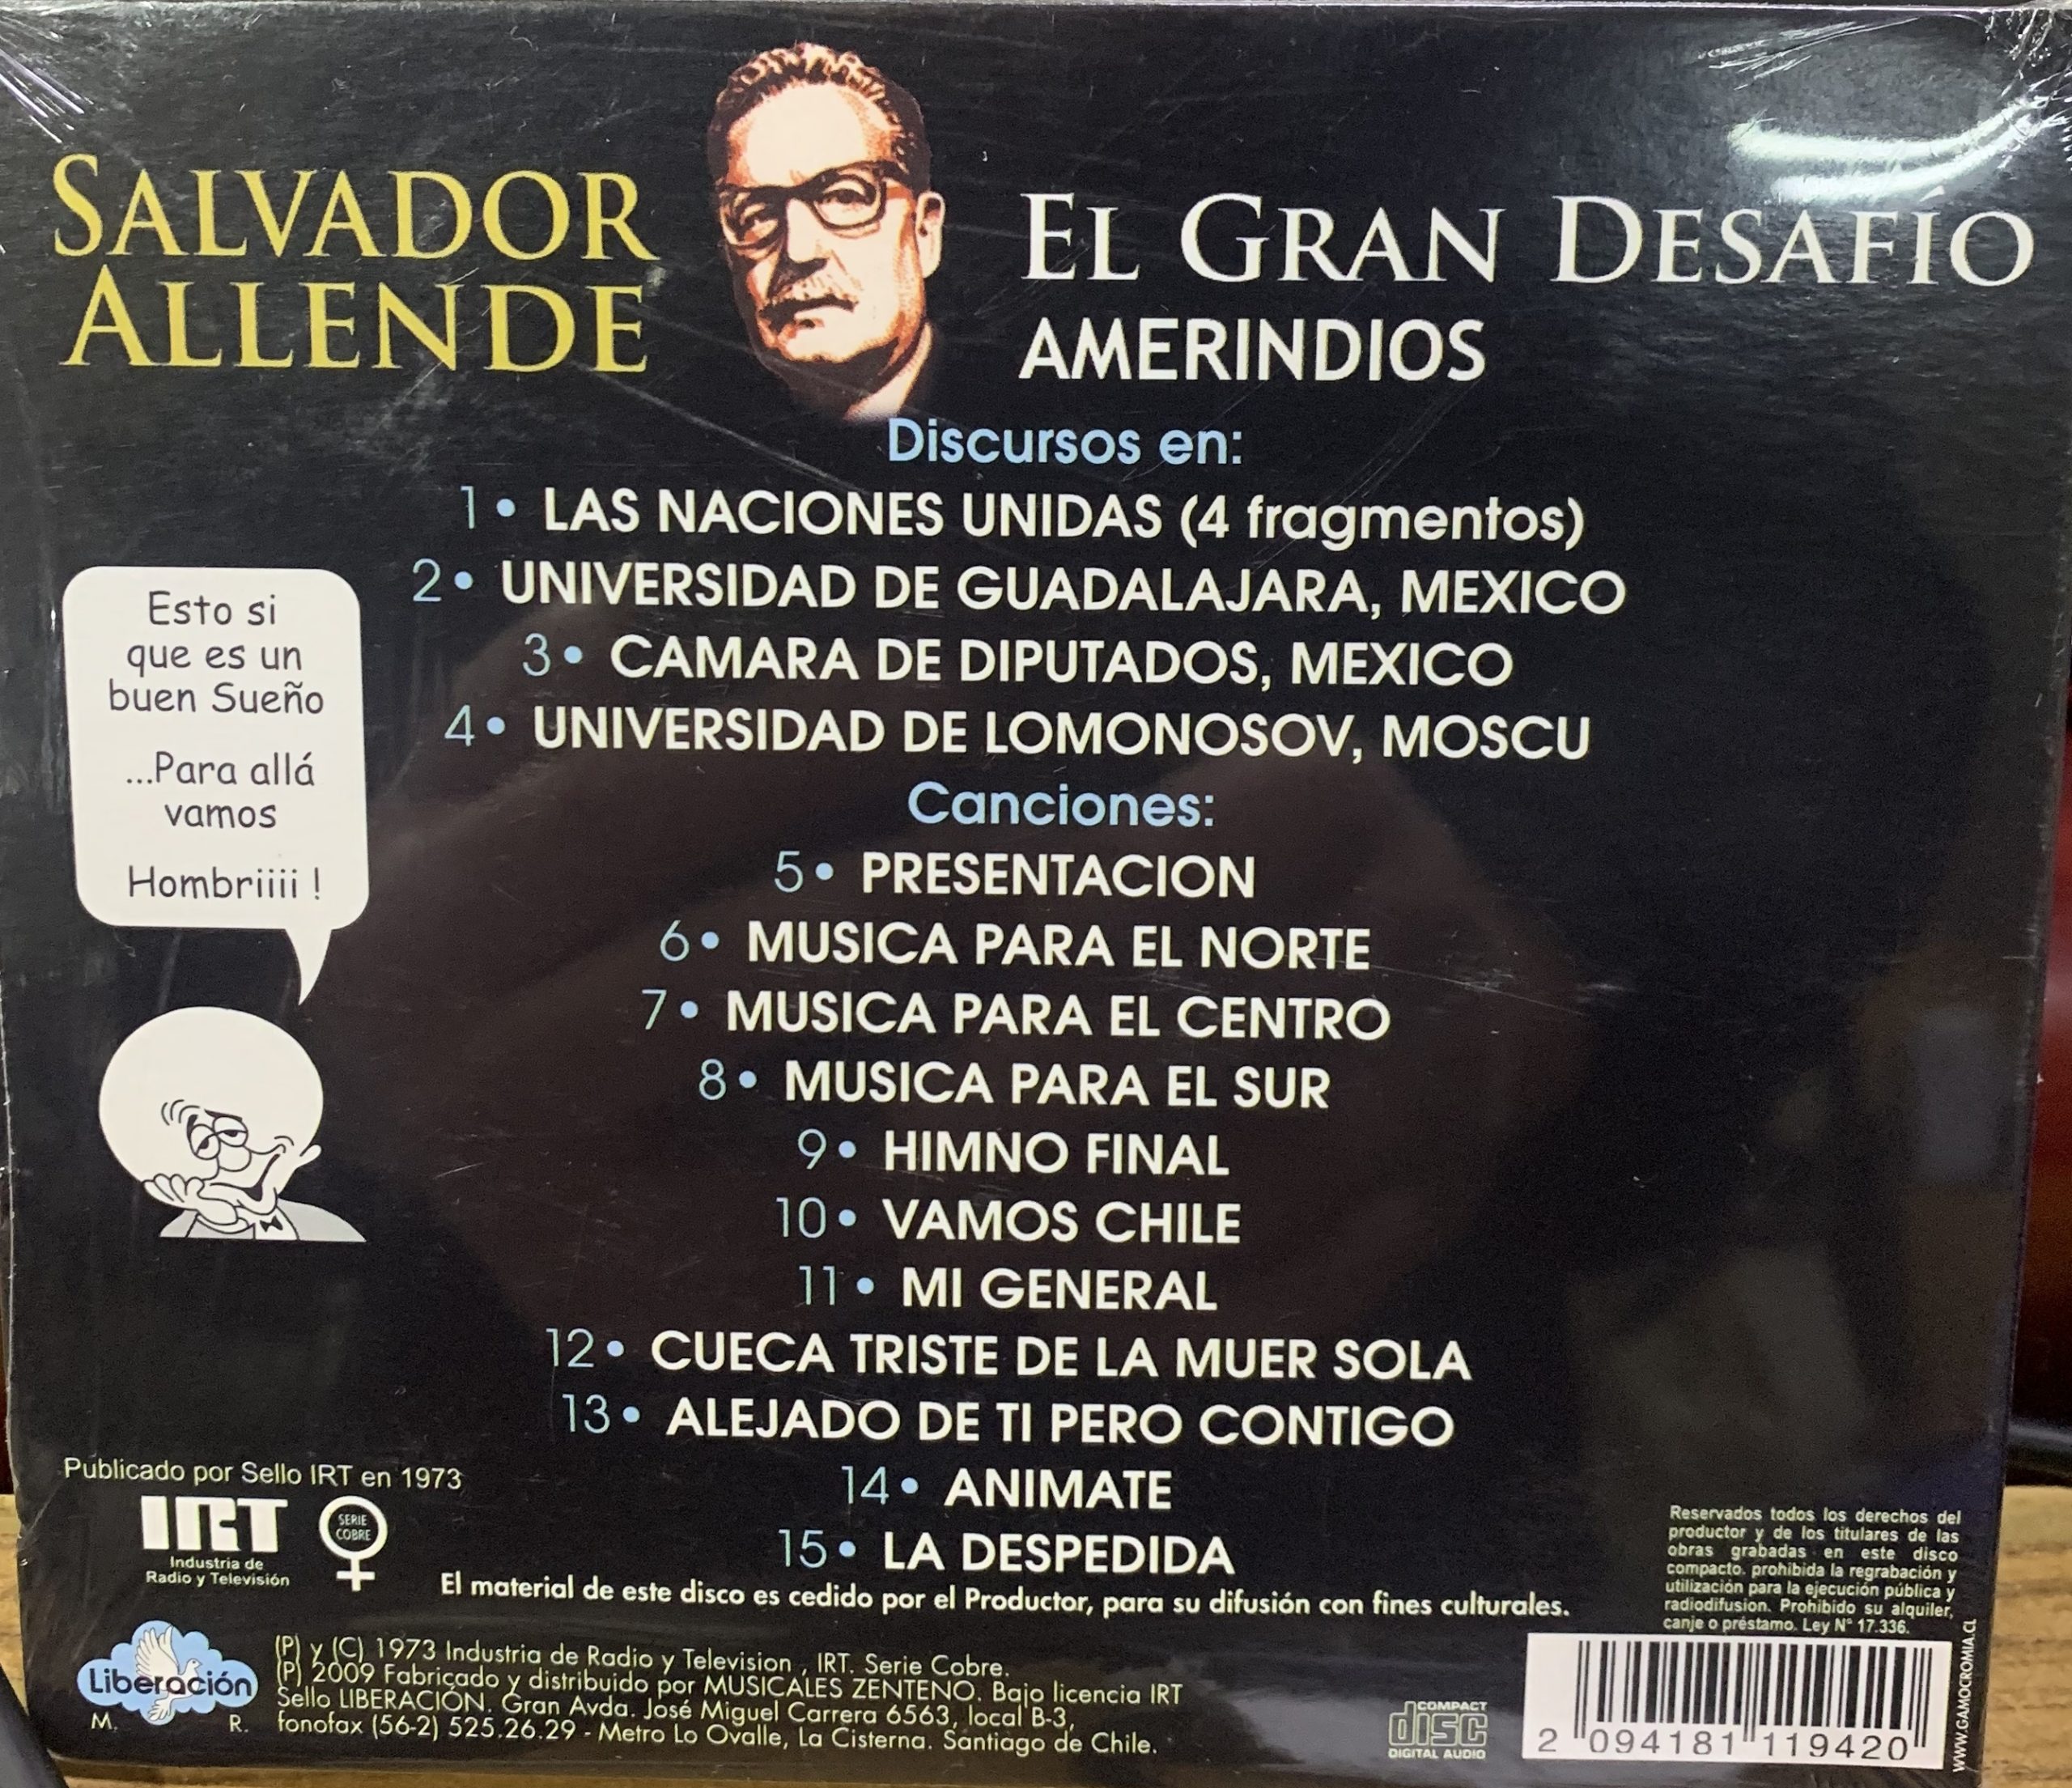 SALVADOR
ALLENDE
EL GRAN DESAFÍO
AMERINDIOS
Discursos en:
1• LAS NACIONES UNIDAS (4 fragmentos)
2• UNIVERSIDAD DE GUADALAJARA, MEXICO
3• CAMARA DE DIPUTADOS, MEXICO
4• UNIVERSIDAD DE LOMONOSOV, MOSCU
Canciones:
5• PRESENTACION
6• MUSICA PARA EL NORTE
7• MUSICA PARA EL CENTRO
8• MUSICA PARA EL SUR
9• HIMNO FINAL
10• VAMOS CHILE
11• MI GENERAL
12• CUECA TRISTE DE LA MUER SOLA
13• ALEJADO DE TI PERO CONTIGO
14• ANIMATE
15• LA DESPEDIDA
Esto si
que es un
buen Sueño
...Para allá
vamos
Hombriiii !
Publicado por Sello IRT en 1973
IRT
Industria de
Radio y Televisión
SERIE
COBRE
El material de este disco es cedido por el Productor, para su difusión con fines culturales.
Liberación
M. R.
(P) y (C) 1973 Industria de Radio y Television , IRT. Serie Cobre.
(P) 2009 Fabricado y distribuido por MUSICALES ZENTENO. Bajo licencia IRT
Sello LIBERACIÓN. Gran Avda. José Miguel Carrera 6563, local B-3,
fonofax (56-2) 525.26.29 - Metro Lo Ovalle, La Cisterna. Santiago de Chile.
COMPACT
disc
DIGITAL AUDIO
Reservados todos los derechos del
productor y de los titulares de las
obras grabadas en este disco
compacto. prohibida la regrabación y
utilización para la ejecución pública y
radiodifusion. Prohibido su alquiler,
canje o préstamo. Ley N° 17.336.
2 094181 119420
WWW.GAMOCROMIA.CL